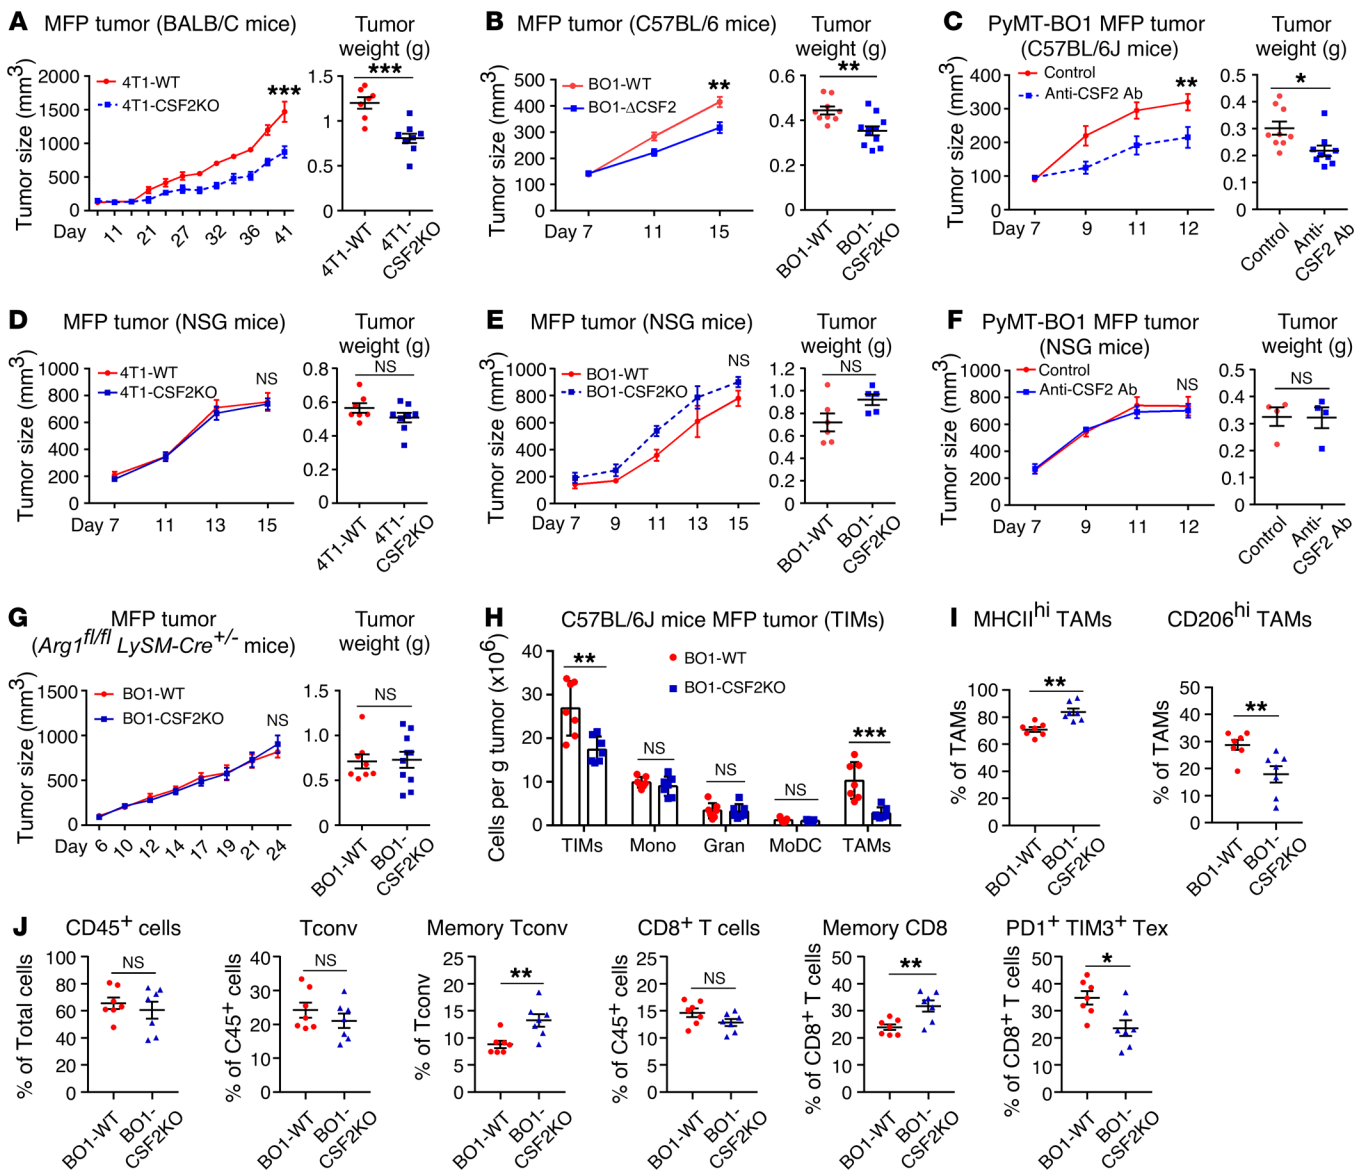 A MFP tumor (BALB/C mice)
Tumor
weight (g)
Tumor size (mm3)
2000
1500
1000
500
0
4T1-WT
4T1-CSF2KO
***
Day 11 21 27 32 36 41
1.5
1
0.5
0
***
4T1-WT
4T1-
CSF2KO
B MFP tumor (C57BL/6 mice)
Tumor
weight (g)
Tumor size (mm3)
500
400
300
200
100
0
BO1-WT
BO1-ΔCSF2
**
Day 7 11 15
0.6
0.4
0.2
0
**
BO1-WT
BO1-
CSF2KO
C PyMT-BO1 MFP tumor
(C57BL/6J mice)
Tumor
weight (g)
Tumor size (mm3)
400
300
200
100
0
Control
Anti-CSF2 Ab
**
Day 7 9 11 12
0.5
0.4
0.3
0.2
0.1
0
*
Control
Anti-
CSF2 Ab
D MFP tumor (NSG mice)
Tumor
weight (g)
Tumor size (mm3)
1000
800
600
400
200
0
4T1-WT
4T1-CSF2KO
NS
Day 7 11 13 15
0.8
0.6
0.4
0.2
0
NS
4T1-WT
4T1-
CSF2KO
E MFP tumor (NSG mice)
Tumor
weight (g)
Tumor size (mm3)
1000
800
600
400
200
0
BO1-WT
BO1-CSF2KO
NS
Day 7 9 11 13 15
1.2
1.0
0.8
0.6
0.4
0.2
0
NS
BO1-WT
BO1-
CSF2KO
F PyMT-BO1 MFP tumor
(NSG mice)
Tumor
weight (g)
Tumor size (mm3)
1000
800
600
400
200
0
Control
Anti-CSF2 Ab
NS
Day 7 9 11 12
0.5
0.4
0.3
0.2
0.1
0
NS
Control
Anti-
CSF2 Ab
G MFP tumor
(Arg1fl/fl LySM-Cre+/- mice)
Tumor
weight (g)
Tumor size (mm3)
1500
1000
500
0
BO1-WT
BO1-CSF2KO
NS
Day 6 10 12 14 17 19 21 24
1.5
1.0
0.5
0
NS
BO1-WT
BO1-
CSF2KO
H C57BL/6J mice MFP tumor (TIMs)
Cells per g tumor (x106)
40
30
20
10
0
BO1-WT
BO1-CSF2KO
**
NS
NS
NS
***
TIMs Mono Gran MoDC TAMs
I MHCIIhi TAMs
% of TAMs
100
80
60
40
20
0
**
BO1-WT
BO1-
CSF2KO
CD206hi TAMs
% of TAMs
50
40
30
20
10
0
**
BO1-WT
BO1-
CSF2KO
J CD45+ cells
% of Total cells
100
80
60
40
20
0
NS
BO1-WT
BO1-
CSF2KO
Tconv
% of C45+ cells
40
30
20
10
0
NS
BO1-WT
BO1-
CSF2KO
Memory Tconv
% of Tconv
25
20
15
10
5
0
**
BO1-WT
BO1-
CSF2KO
CD8+ T cells
% of C45+ cells
25
20
15
10
5
0
NS
BO1-WT
BO1-
CSF2KO
Memory CD8
% of CD8+ T cells
50
40
30
20
10
0
**
BO1-WT
BO1-
CSF2KO
PD1+ TIM3+ Tex
% of CD8+ T cells
50
40
30
20
10
0
*
BO1-WT
BO1-
CSF2KO